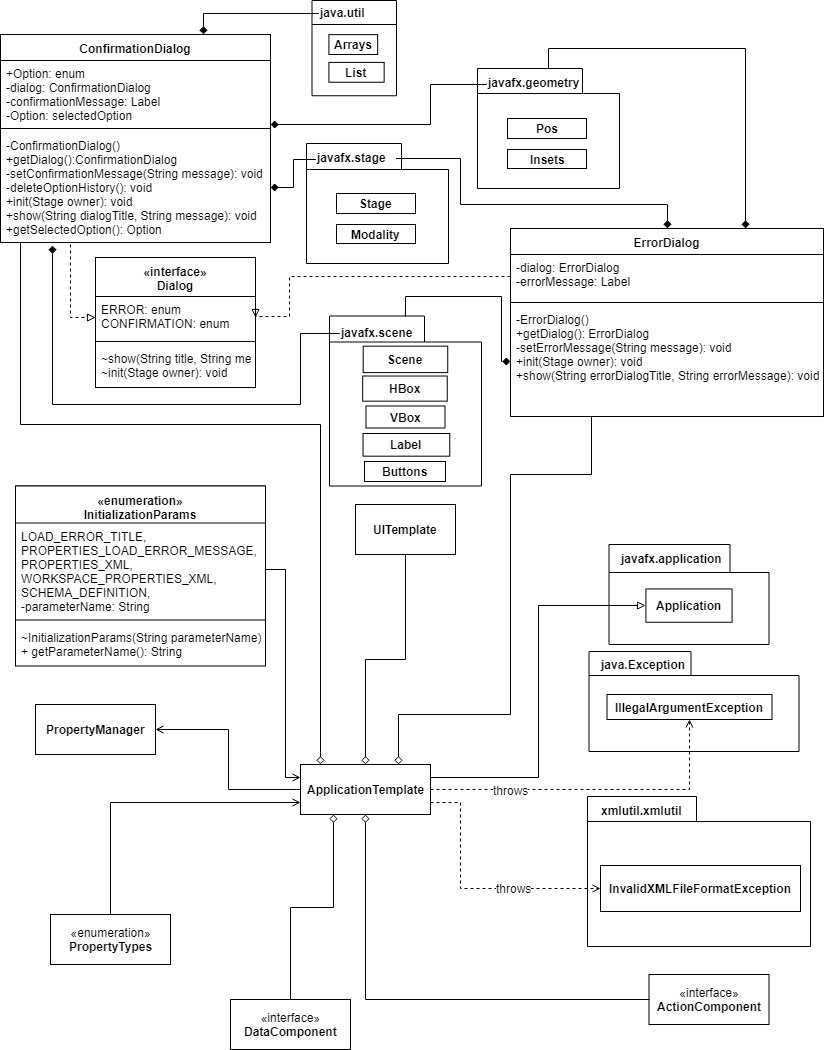 java.util
Arrays
List
ConfirmationDialog
+Option: enum
-dialog: ConfirmationDialog
-confirmationMessage: Label
-Option: selectedOption
-ConfirmationDialog()
+getDialog():ConfirmationDialog
-setConfirmationMessage(String message): void
-deleteOptionHistory(): void
+init(Stage owner): void
+show(String dialogTitle, String message): void
+getSelectedOption(): Option
javafx.geometry
Pos
Insets
javafx.stage
Stage
Modality
ErrorDialog
-dialog: ErrorDialog
-errorMessage: Label
-ErrorDialog()
+getDialog(): ErrorDialog
-setErrorMessage(String message): void
+init(Stage owner): void
+show(String errorDialogTitle, String errorMessage): void
«interface»
Dialog
ERROR: enum
CONFIRMATION: enum
~show(String title, String me
~init(Stage owner): void
javafx.scene
Scene
HBox
VBox
Label
Buttons
«enumeration»
InitializationParams
LOAD_ERROR_TITLE,
PROPERTIES_LOAD_ERROR_MESSAGE,
PROPERTIES_XML,
WORKSPACE_PROPERTIES_XML,
SCHEMA_DEFINITION,
-parameterName: String
~InitializationParams(String parameterName)
+ getParameterName(): String
UITemplate
javafx.application
Application
java.Exception
IllegalArgumentException
PropertyManager
ApplicationTemplate
throws
xmlutil.xmlutil
InvalidXMLFileFormatException
throws
«enumeration»
PropertyTypes
«interface»
DataComponent
«interface»
ActionComponent